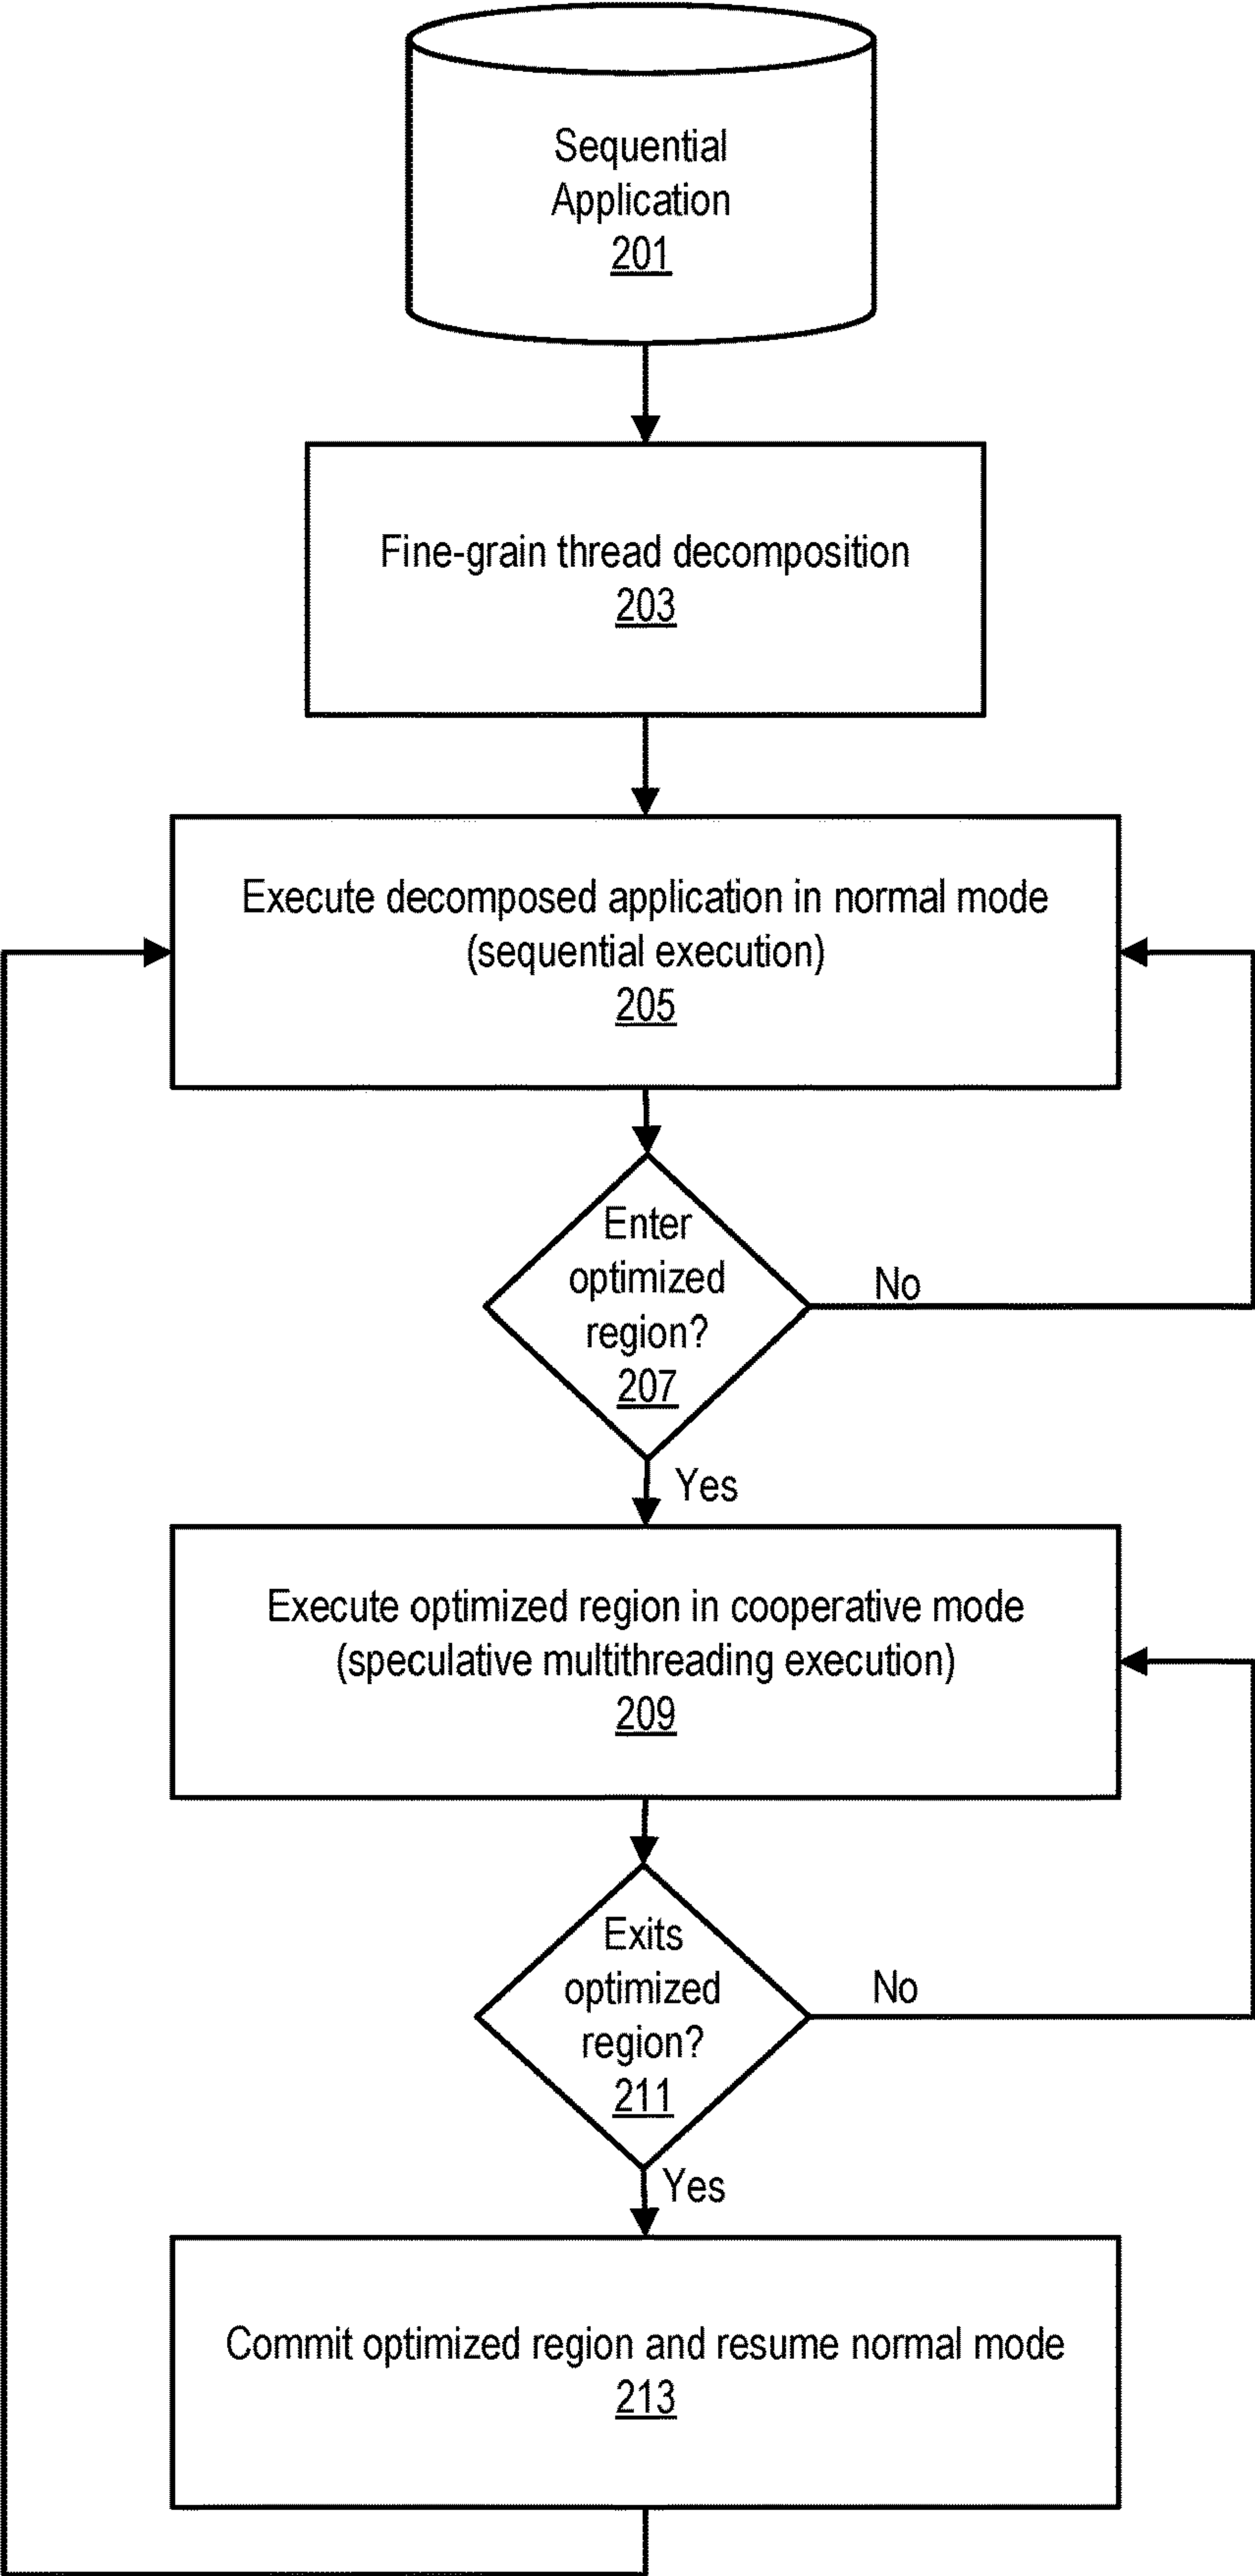 Sequential
Application
201
Fine-grain thread decomposition
203
Execute decomposed application in normal mode
(sequential execution)
205
Enter
optimized
region?
207
No
Yes
Execute optimized region in cooperative mode
(speculative multithreading execution)
209
Exits
optimized
region?
211
No
Yes
Commit optimized region and resume normal mode
213